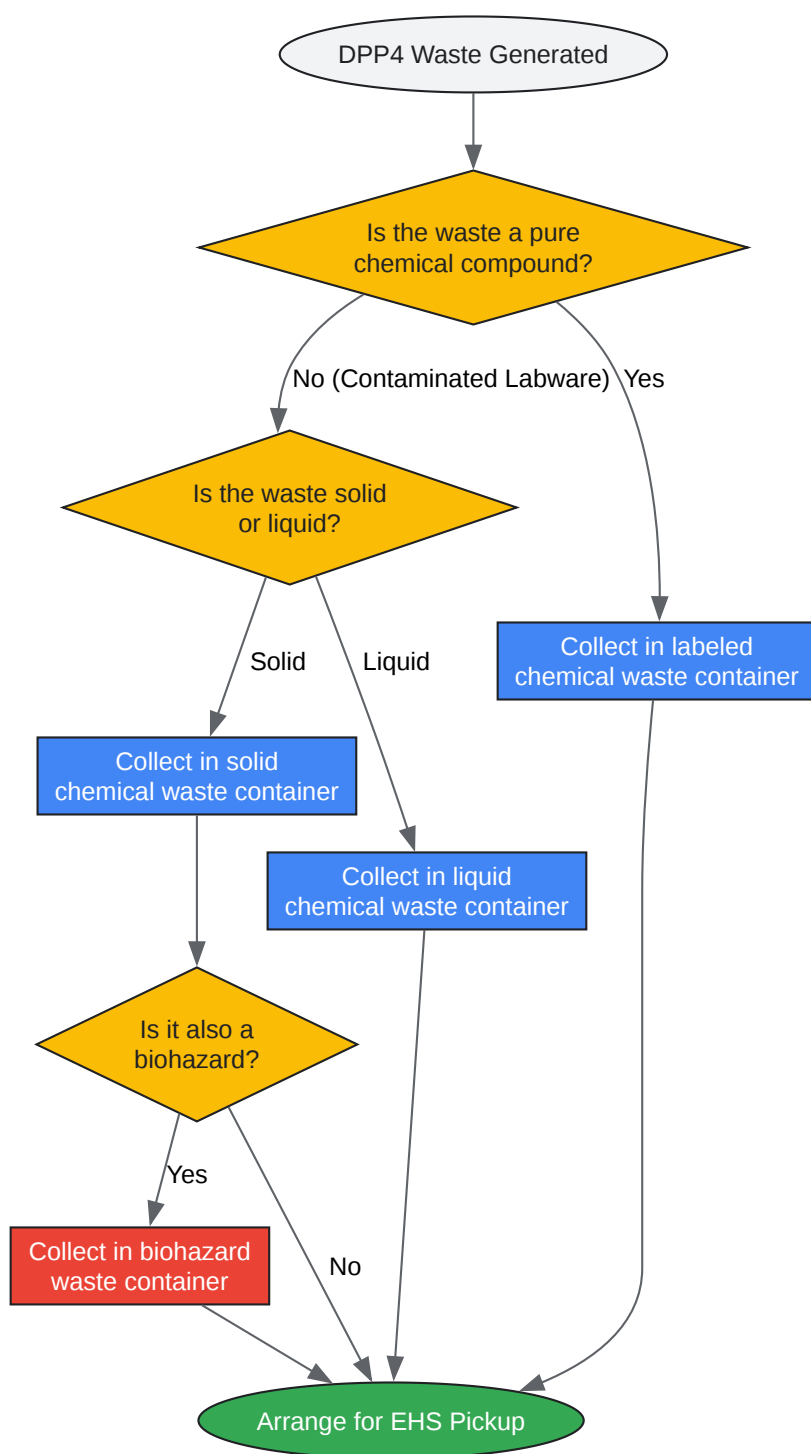 DPP4 Waste Generated
Is the waste a pure
chemical compound?
No (Contaminated Labware)
Yes
Is the waste solid
or liquid?
Solid
Liquid
Collect in labeled
chemical waste container
Collect in solid
chemical waste container
Collect in liquid
chemical waste container
Is it also a
biohazard?
Yes
No
Collect in biohazard
waste container
Arrange for EHS Pickup